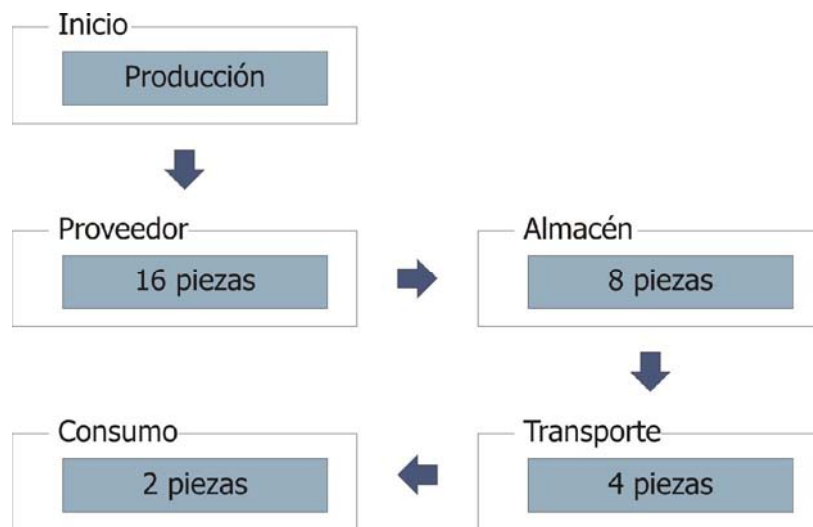 Inicio
Producción
Proveedor
16 piezas
Almacén
8 piezas
Consumo
2 piezas
Transporte
4 piezas